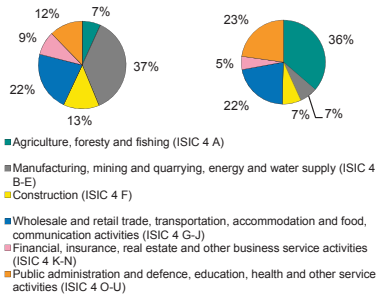 12% 7%
23%
9%
36%
37%
5%
22%
22%
7% 7%
13%
Agriculture, foresty and fishing (ISIC 4 A)
Manufacturing, mining and quarrying, energy and water supply (ISIC 4
B-E)
Construction (ISIC 4 F)
Wholesale and retail trade, transportation, accommodation and food,
communication activities (ISIC 4 G-J)
Financial, insurance, real estate and other business service activities
(ISIC 4 K-N)
Public administration and defence, education, health and other service
activities (ISIC 4 O-U)